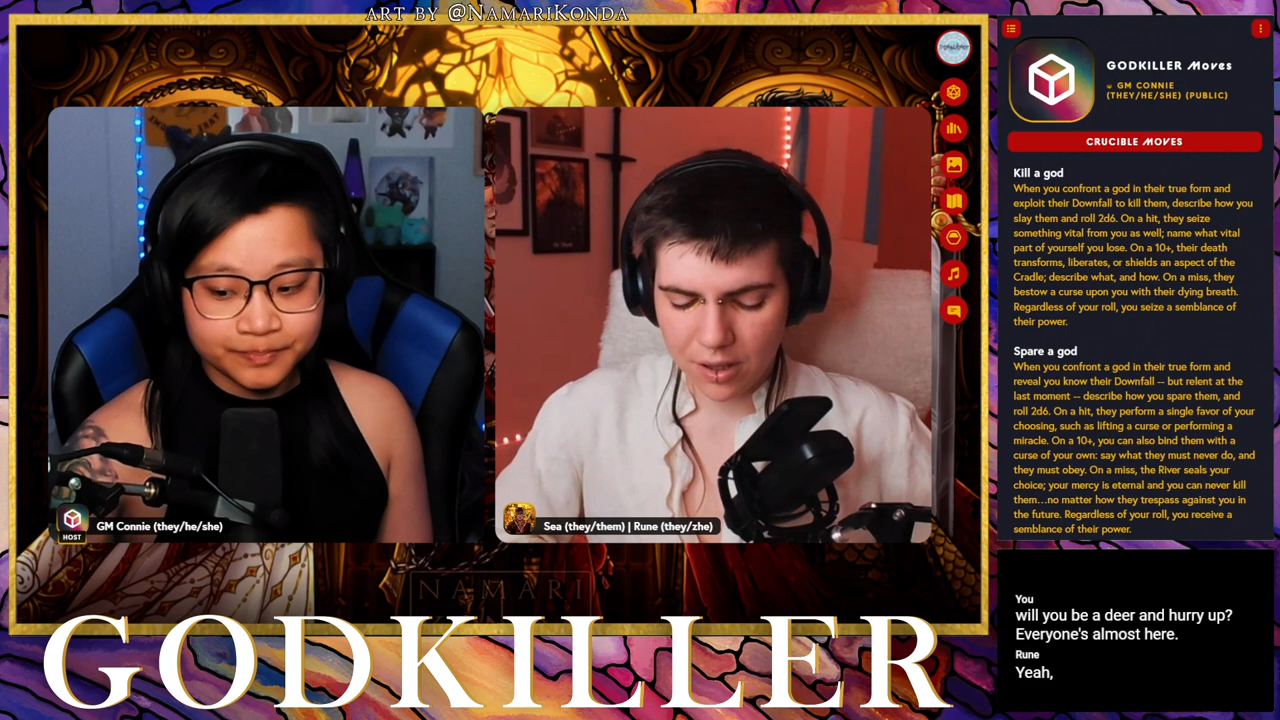 ART BY @NAMARIKONDA
GODKILLER Moves
GM CONNIE
(THEY/HE/SHE) (PUBLIC)
CRUCIBLE MOVES
Kill a god
When you confront a god in their true form and
exploit their Downfall to kill them, describe how you
slay them and roll 2d6. On a hit, they seize
something vital from you as well; name what vital
part of yourself you lose. On a 10+, their death
transforms, liberates, or shields an aspect of the
Cradle; describe what, and how. On a miss, they
bestow a curse upon you with their dying breath.
Regardless of your roll, you seize a semblance of
their power.
Spare a god
When you confront a god in their true form and
reveal you know their Downfall -- but relent at the
last moment -- describe how you spare them, and
roll 2d6. On a hit, they perform a single favor of your
choosing, such as lifting a curse or performing a
miracle. On a 10+, you can also bind them with a
curse of your own: say what they must never do, and
they must obey. On a miss, the River seals your
choice; your mercy is eternal and you can never kill
them...no matter how they trespass against you in
the future. Regardless of your roll, you receive a
semblance of their power.
HOST
GM Connie (they/he/she)
Sea (they/them) | Rune (they/zhe)
NAMARI
GODKILLER
You
will you be a deer and hurry up?
Everyone's almost here.
Rune
Yeah,